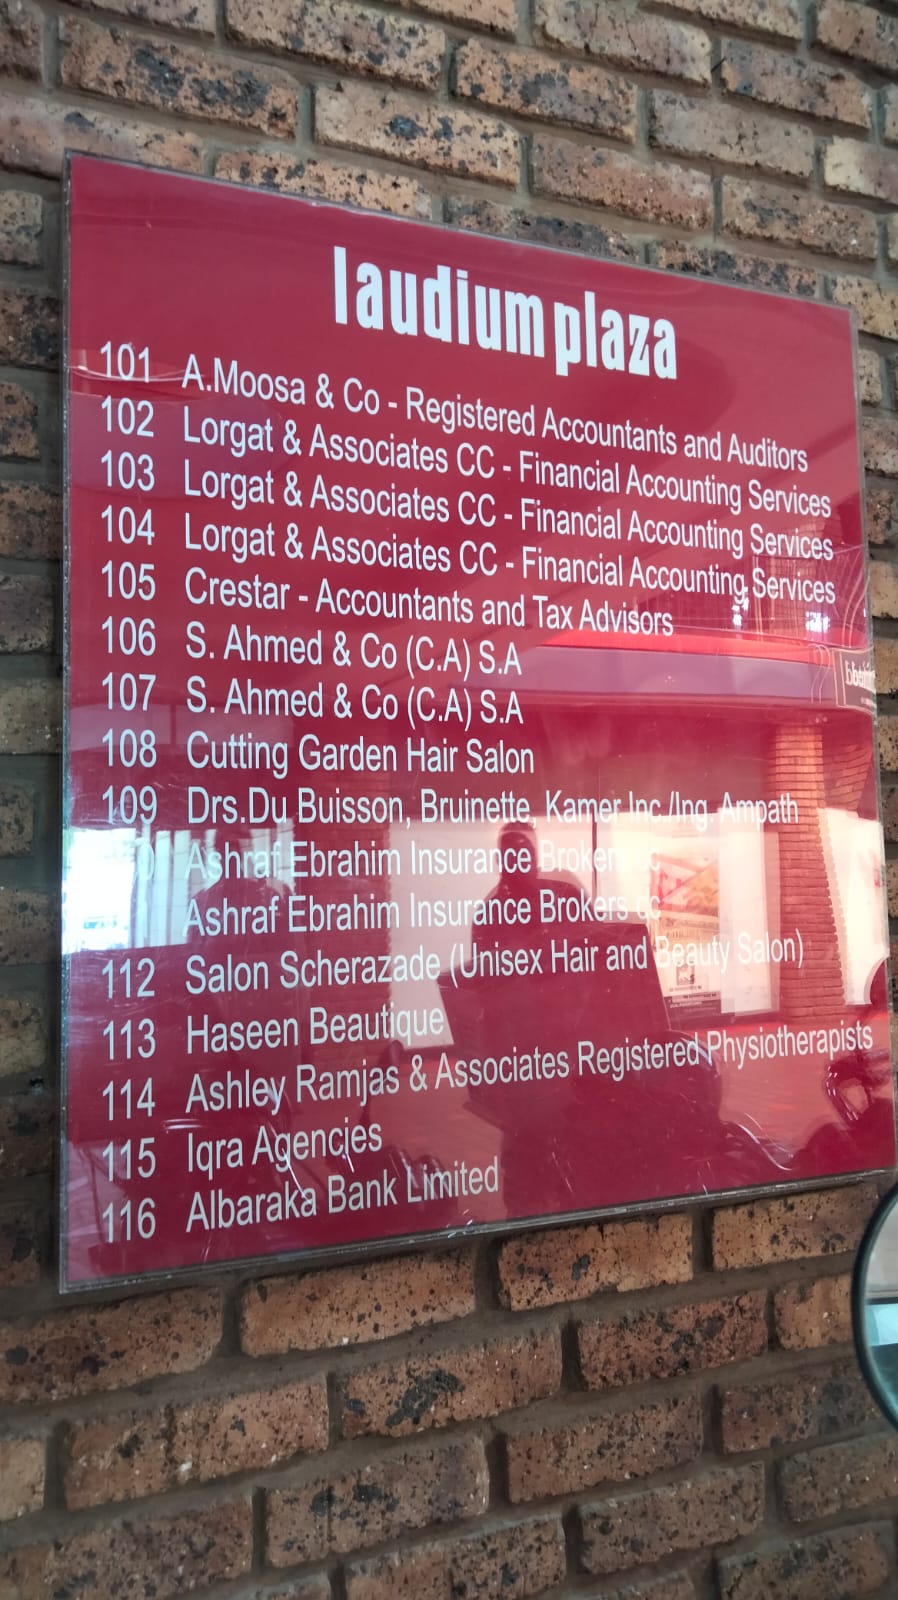 laudium plaza
101 A.Moosa & Co - Registered Accountants and Auditors
102 Lorgat & Associates CC - Financial Accounting Services
103 Lorgat & Associates CC - Financial Accounting Services
104 Lorgat & Associates CC - Financial Accounting Services
105 Crestar - Accountants and Tax Advisors
106 S. Ahmed & Co (C.A) S.A
107 S. Ahmed & Co (C.A) S.A
108 Cutting Garden Hair Salon
109 Drs.Du Buisson, Bruinette, Kamer Inc./Ing. Ampath
Ashraf Ebrahim Insurance Brokers cc
Ashraf Ebrahim Insurance Brokers cc
112 Salon Scherazade (Unisex Hair and Beauty Salon)
113 Haseen Beautique
114 Ashley Ramjas & Associates Registered Physiotherapists
115 Iqra Agencies
116 Albaraka Bank Limited